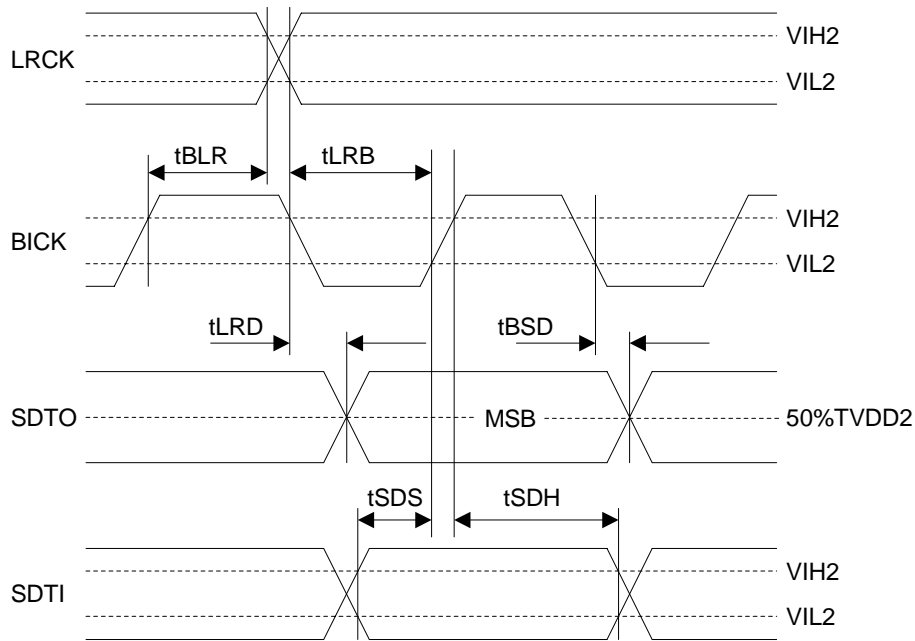 LRCK
VIH2
VIL2
tBLR
tLRB
BICK
VIH2
VIL2
tLRD
tBSD
SDTO
MSB
50%TVDD2
tSDS
tSDH
SDTI
VIH2
VIL2